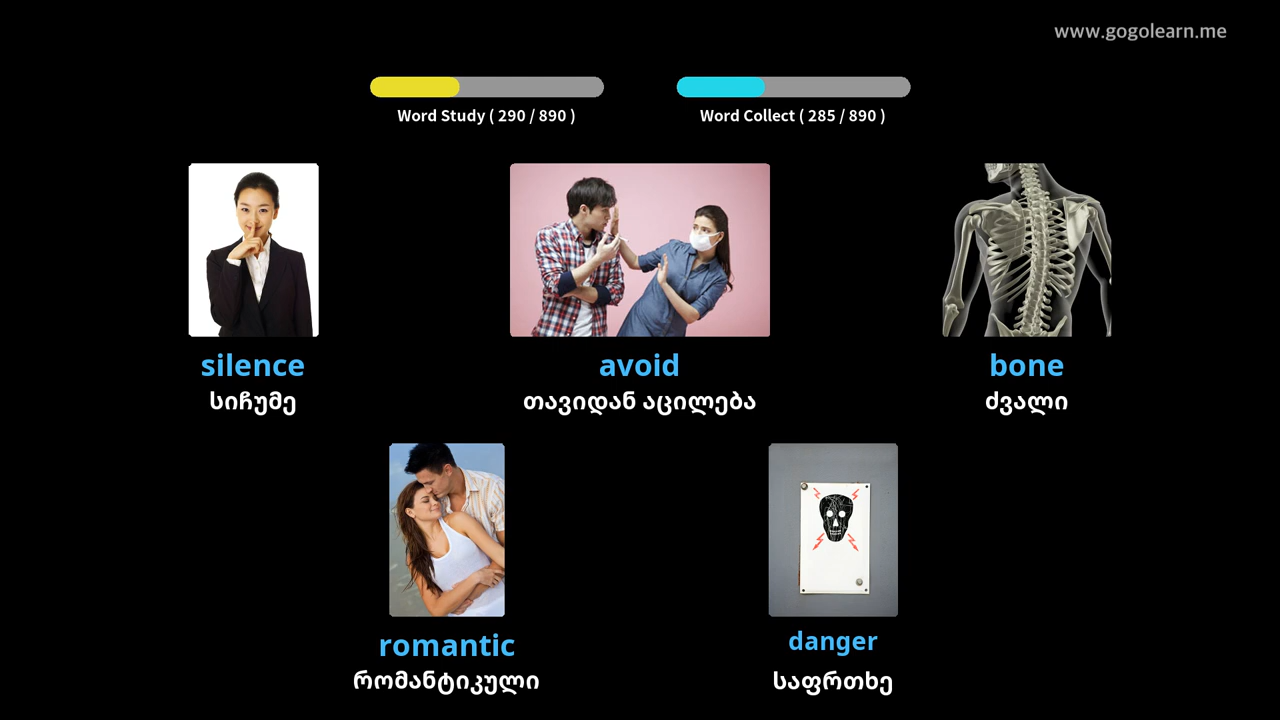 www.gogolearn.me
Word Study ( 290 / 890 )
Word Collect ( 285 / 890 )
silence
სიჩუმე
avoid
თავიდან აცილება
bone
ძვალი
romantic
რომანტიკული
danger
საფრთხე